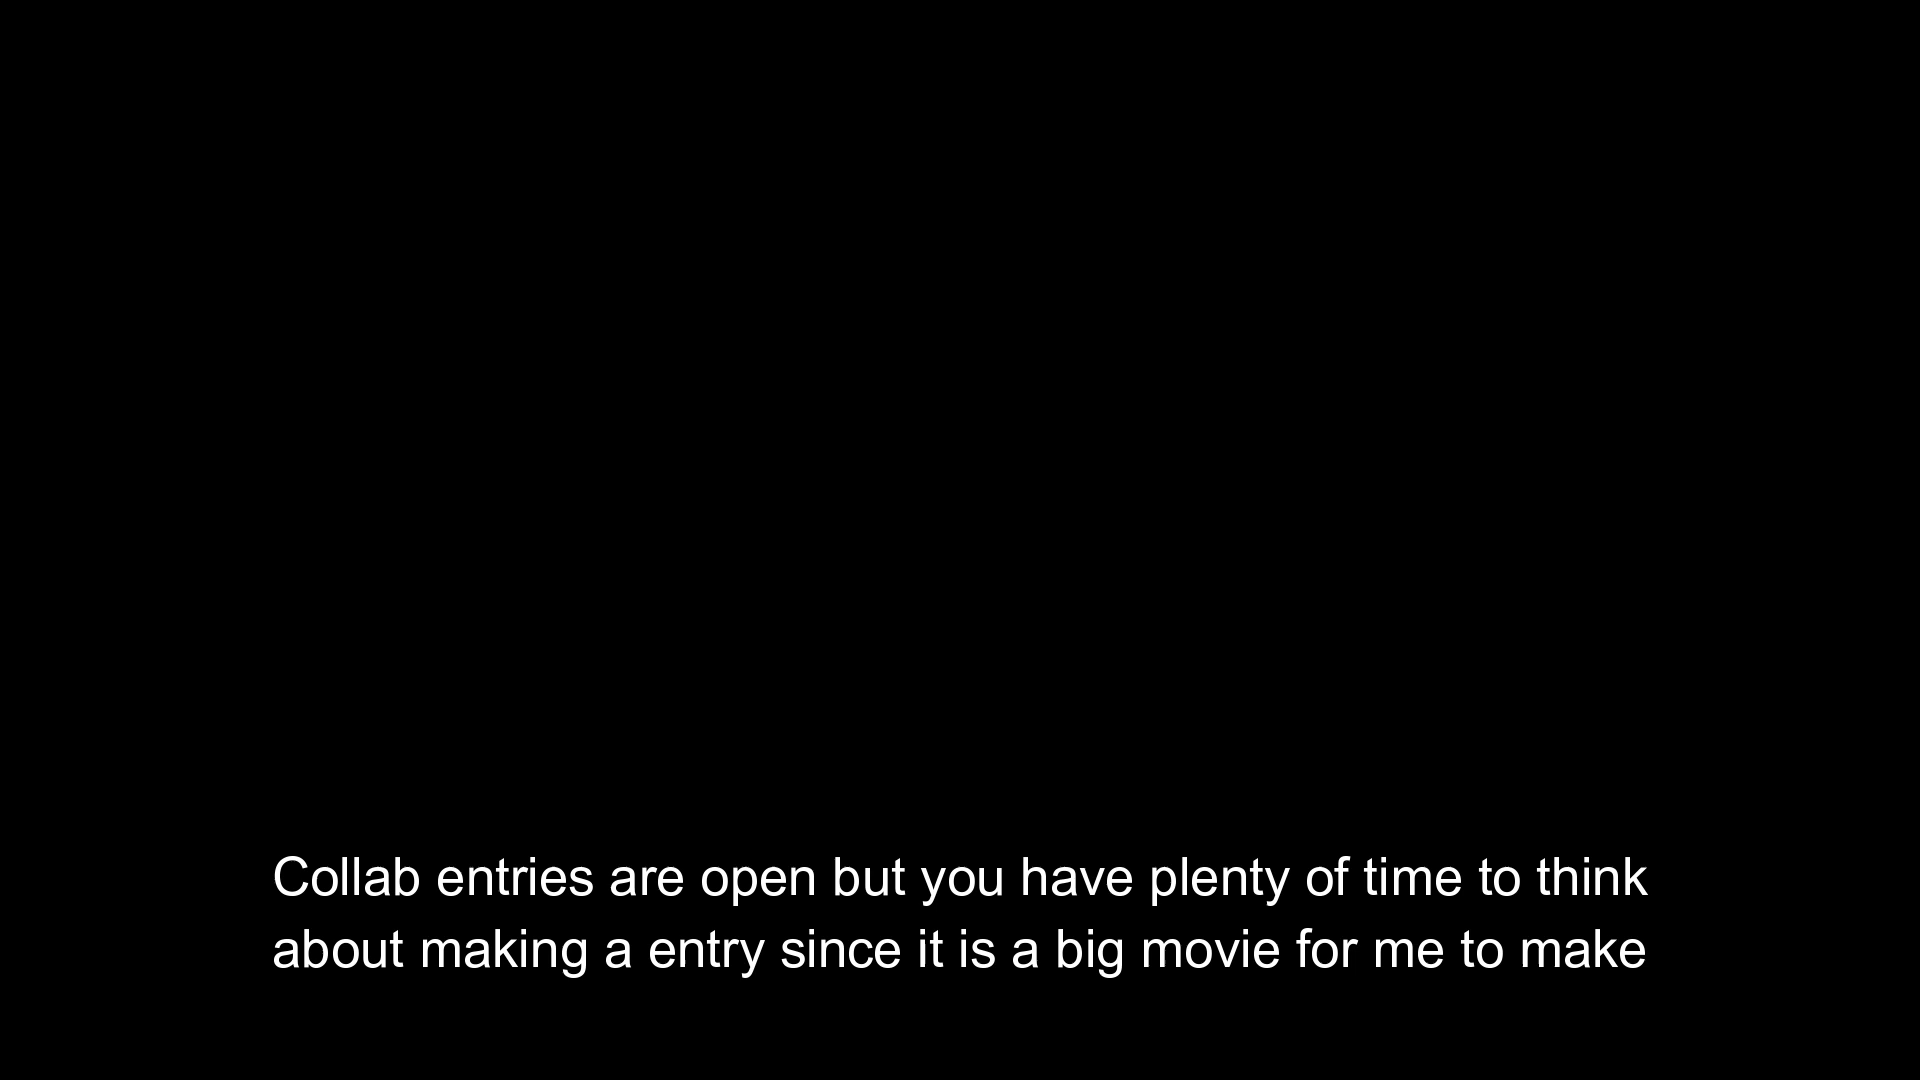 Collab entries are open but you have plenty of time to think
about making a entry since it is a big movie for me to make